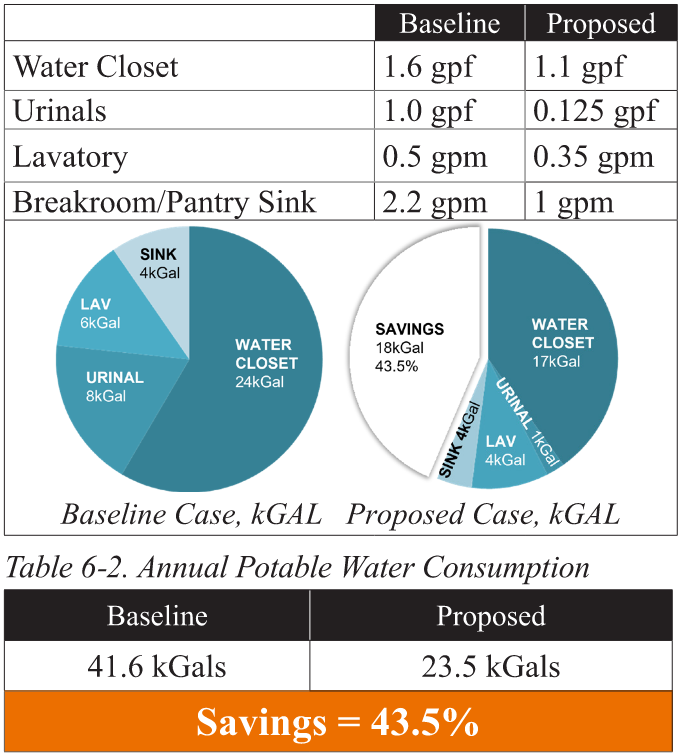 Baseline Proposed
Water Closet 1.6 gpf 1.1 gpf
Urinals 1.0 gpf 0.125 gpf
Lavatory 0.5 gpm 0.35 gpm
Breakroom/Pantry Sink 2.2 gpm 1 gpm
SINK
4kGal
LAV
6kGal
URINAL
8kGal
WATER
CLOSET
24kGal
SAVINGS
18kGal
43.5%
WATER
CLOSET
17kGal
URINAL 1kGal
LAV
4kGal
SINK 4kGal
Baseline Case, kGAL Proposed Case, kGAL
Table 6-2. Annual Potable Water Consumption
Baseline Proposed
41.6 kGals 23.5 kGals
Savings = 43.5%